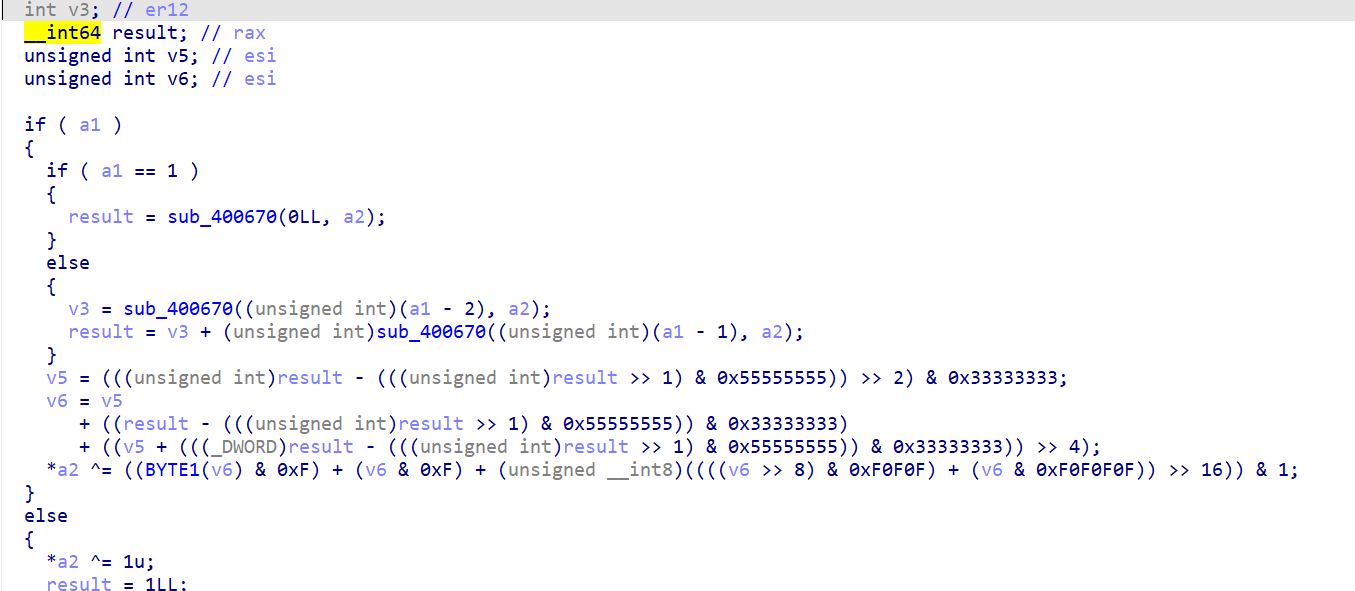 int v3; // er12
__int64 result; // rax
unsigned int v5; // esi
unsigned int v6; // esi
if ( a1 )
{
if ( a1 == 1 )
{
result = sub_400670(0LL, a2);
}
else
{
v3 = sub_400670((unsigned int)(a1 - 2), a2);
result = v3 + (unsigned int)sub_400670((unsigned int)(a1 - 1), a2);
}
v5 = (((unsigned int)result - (((unsigned int)result >> 1) & 0x55555555)) >> 2) & 0x33333333;
v6 = v5
+ ((result - (((unsigned int)result >> 1) & 0x55555555)) & 0x33333333)
+ ((v5 + (((_DWORD)result - (((unsigned int)result >> 1) & 0x55555555)) & 0x33333333)) >> 4);
*a2 ^= ((BYTE1(v6) & 0xF) + (v6 & 0xF) + (unsigned __int8)((((v6 >> 8) & 0xF0F0F) + (v6 & 0xF0F0F0F)) >> 16)) & 1;
}
else
{
*a2 ^= 1u;
result = 1LL;